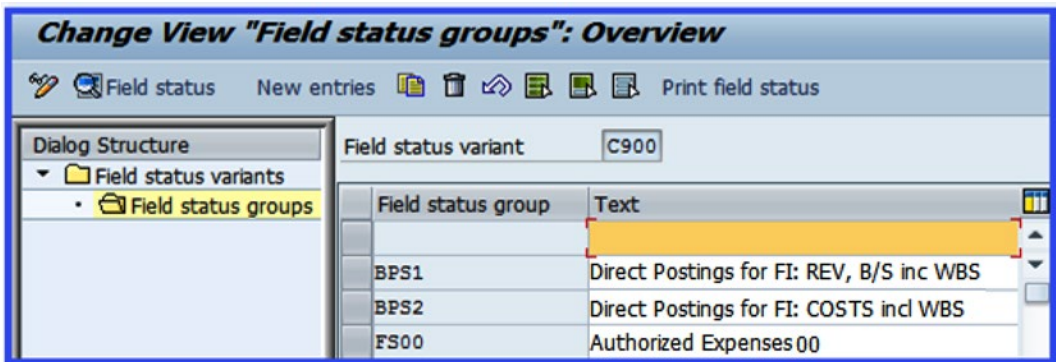 Change View "Field status groups": Overview
Field status New entries Print field status
Dialog Structure
Field status variants
Field status groups
Field status variant C900
Field status group Text
BPS1 Direct Postings for FI: REV, B/S inc WBS
BPS2 Direct Postings for FI: COSTS incl WBS
FS00 Authorized Expenses 00